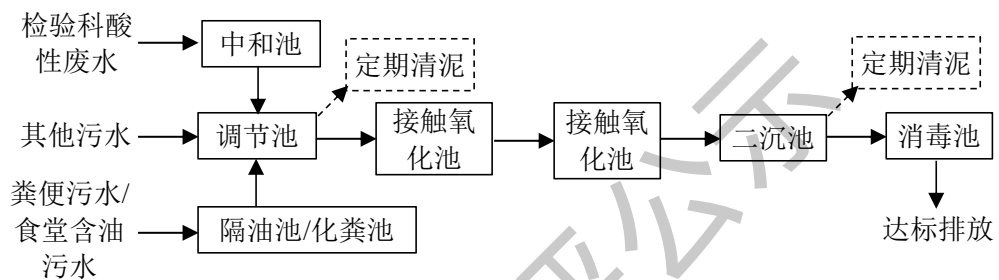 检验科酸
性废水
中和池
定期清泥
定期清泥
其他污水
调节池
接触氧
化池
接触氧
化池
二沉池
消毒池
粪便污水/
食堂含油
污水
隔油池/化粪池
达标排放
评公示